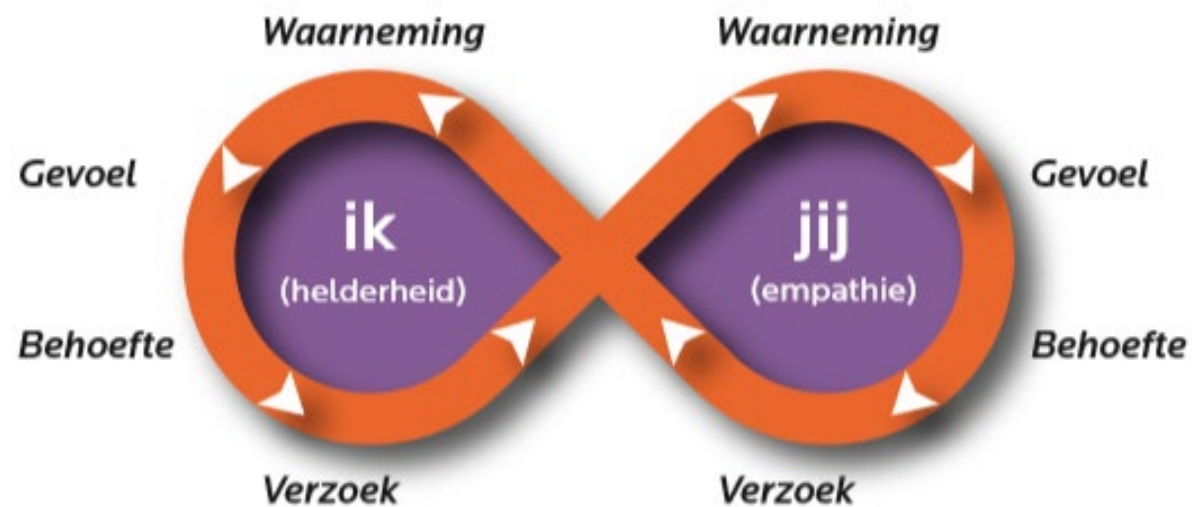 Waarneming
Waarneming
Gevoel
Gevoel
ik
(helderheid)
jij
(empathie)
Behoefte
Behoefte
Verzoek
Verzoek